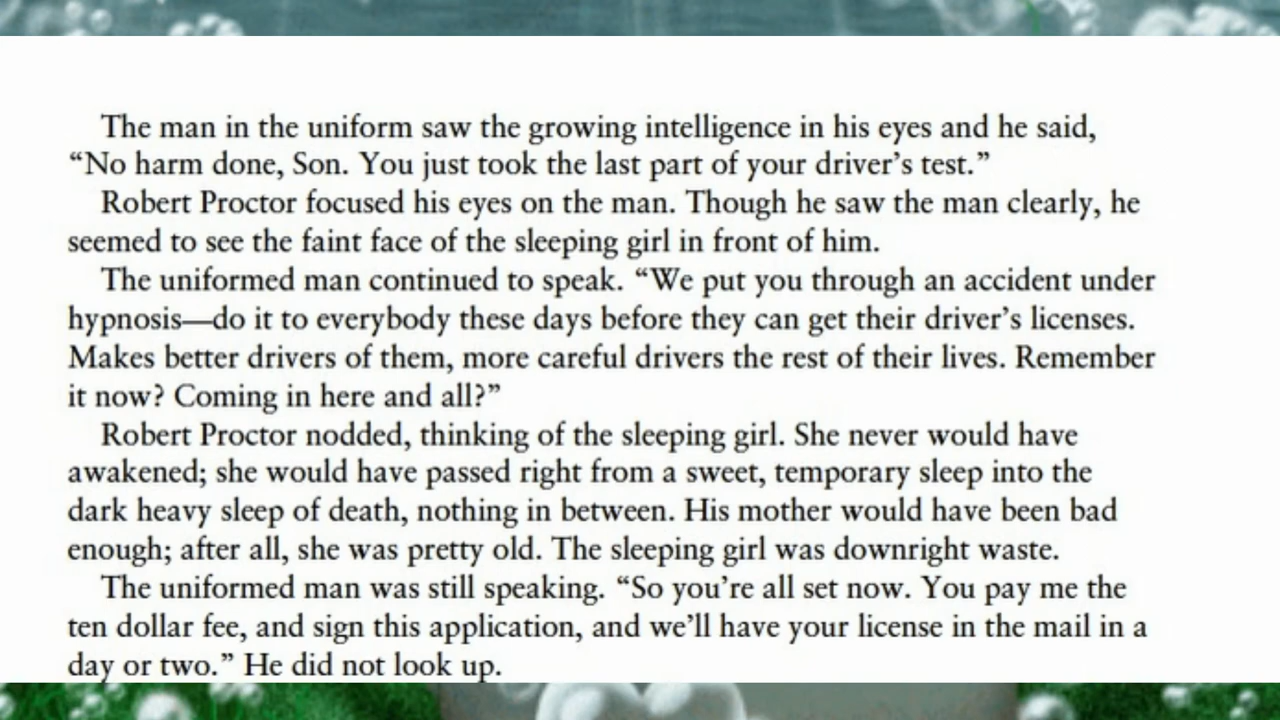 The man in the uniform saw the growing intelligence in his eyes and he said,
“No harm done, Son. You just took the last part of your driver’s test.”
Robert Proctor focused his eyes on the man. Though he saw the man clearly, he
seemed to see the faint face of the sleeping girl in front of him.
The uniformed man continued to speak. “We put you through an accident under
hypnosis—do it to everybody these days before they can get their driver’s licenses.
Makes better drivers of them, more careful drivers the rest of their lives. Remember
it now? Coming in here and all?”
Robert Proctor nodded, thinking of the sleeping girl. She never would have
awakened; she would have passed right from a sweet, temporary sleep into the
dark heavy sleep of death, nothing in between. His mother would have been bad
enough; after all, she was pretty old. The sleeping girl was downright waste.
The uniformed man was still speaking. “So you’re all set now. You pay me the
ten dollar fee, and sign this application, and we’ll have your license in the mail in a
day or two.” He did not look up.